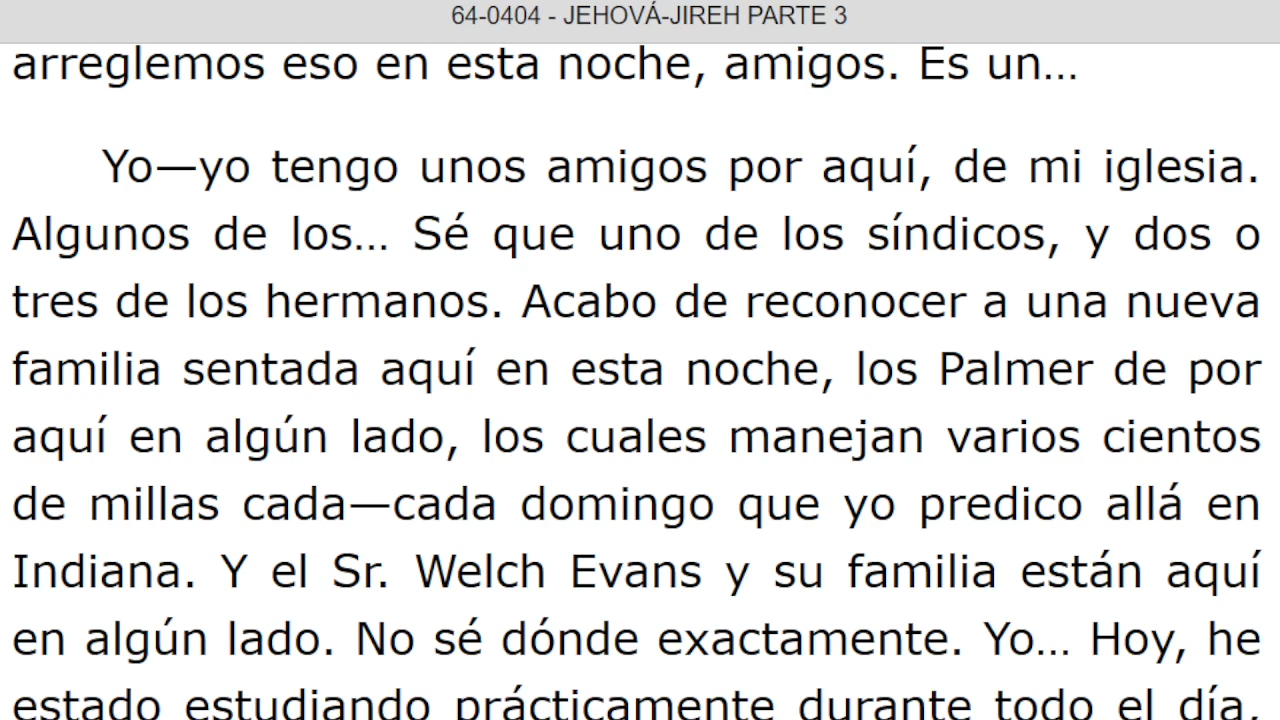 64-0404 - JEHOVÁ-JIREH PARTE 3
arreglemos eso en esta noche, amigos. Es un...
Yo—yo tengo unos amigos por aquí, de mi iglesia.
Algunos de los... Sé que uno de los síndicos, y dos o
tres de los hermanos. Acabo de reconocer a una nueva
familia sentada aquí en esta noche, los Palmer de por
aquí en algún lado, los cuales manejan varios cientos
de millas cada—cada domingo que yo predico allá en
Indiana. Y el Sr. Welch Evans y su familia están aquí
en algún lado. No sé dónde exactamente. Yo... Hoy, he
estado estudiando prácticamente durante todo el día,